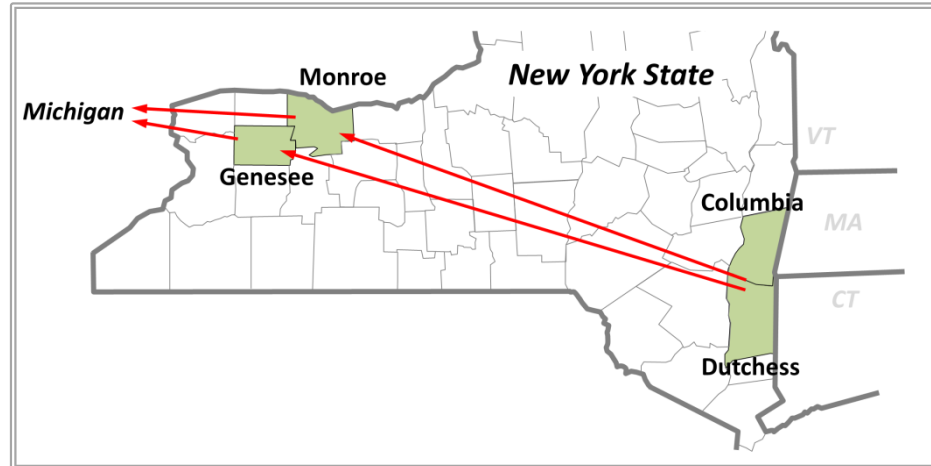 New York State
Monroe
Michigan
Genesee
VT
Columbia
MA
CT
Dutchess